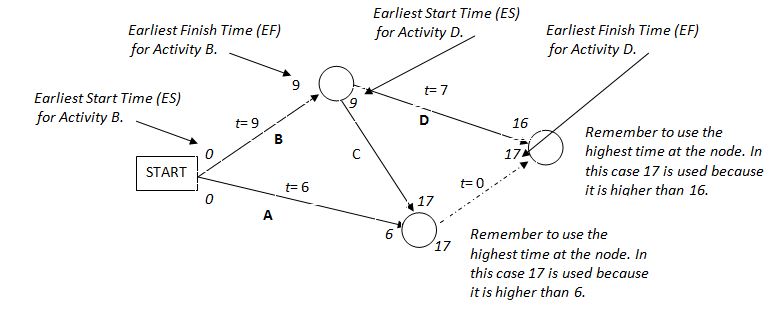 Earliest Start Time (ES)
for Activity D.
Earliest Finish Time (EF)
for Activity B.
Earliest Finish Time (EF)
for Activity D.
Earliest Start Time (ES)
for Activity B.
9
9
t= 7
D
16
17
t= 9
B
0
START
0
t= 6
A
C
17
6
17
t= 0
Remember to use the
highest time at the node. In
this case 17 is used because
it is higher than 16.
Remember to use the
highest time at the node. In
this case 17 is used because
it is higher than 6.